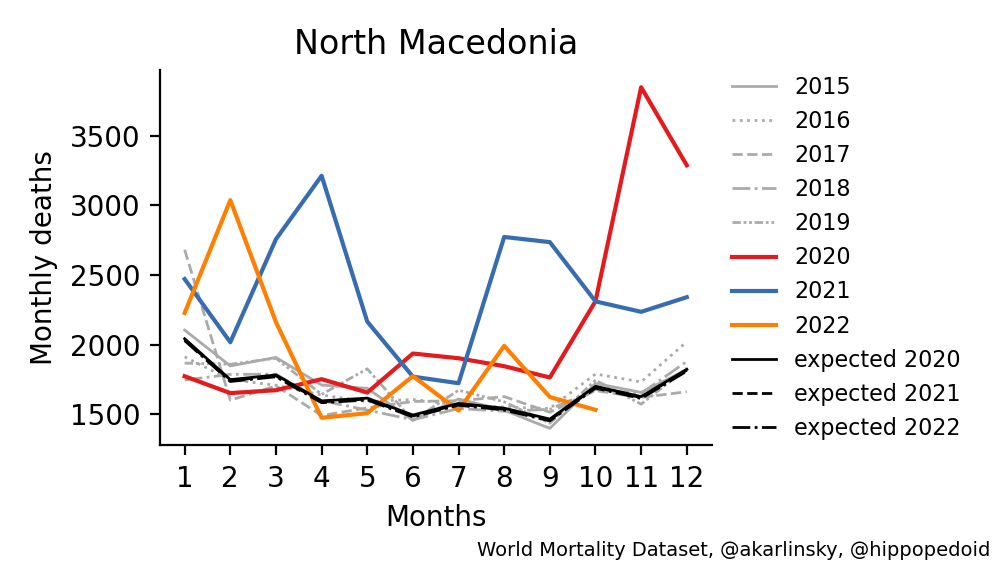 North Macedonia
Monthly deaths
3500
3000
2500
2000
1500
1 2 3 4 5 6 7 8 9 10 11 12
Months
2015
2016
2017
2018
2019
2020
2021
2022
expected 2020
expected 2021
expected 2022
World Mortality Dataset, @akarlinsky, @hippopedoid